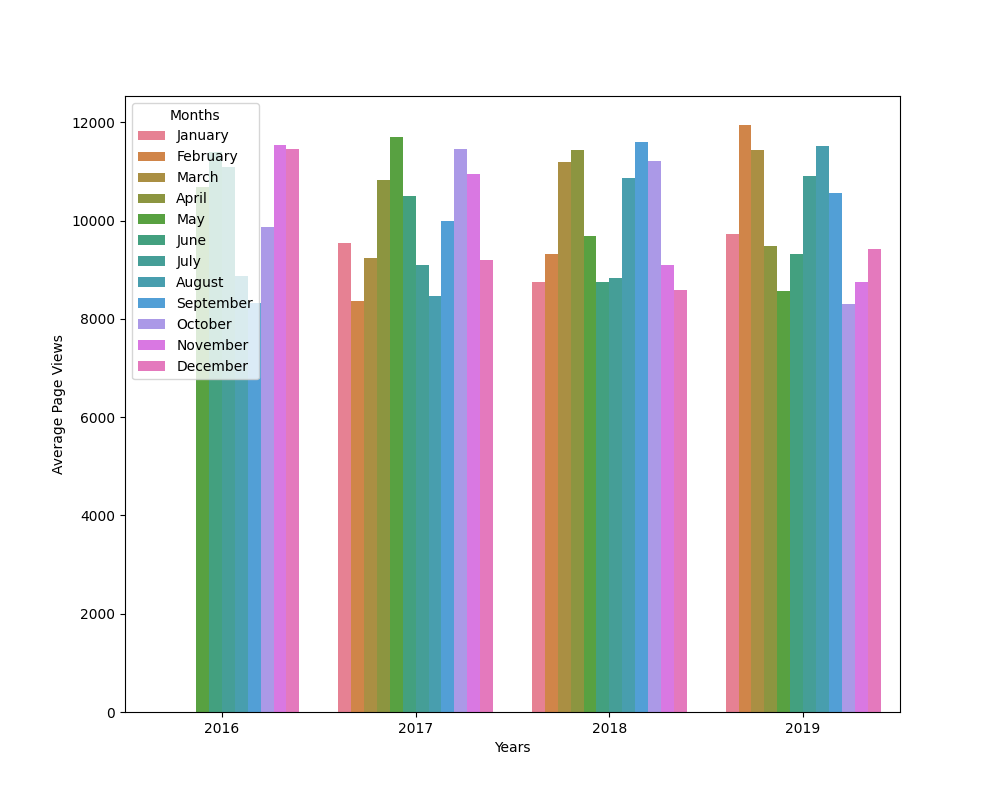 Months
January
February
March
April
May
June
July
August
September
October
November
December
12000
10000
8000
6000
4000
2000
0
Average Page Views
2016 2017 2018 2019
Years